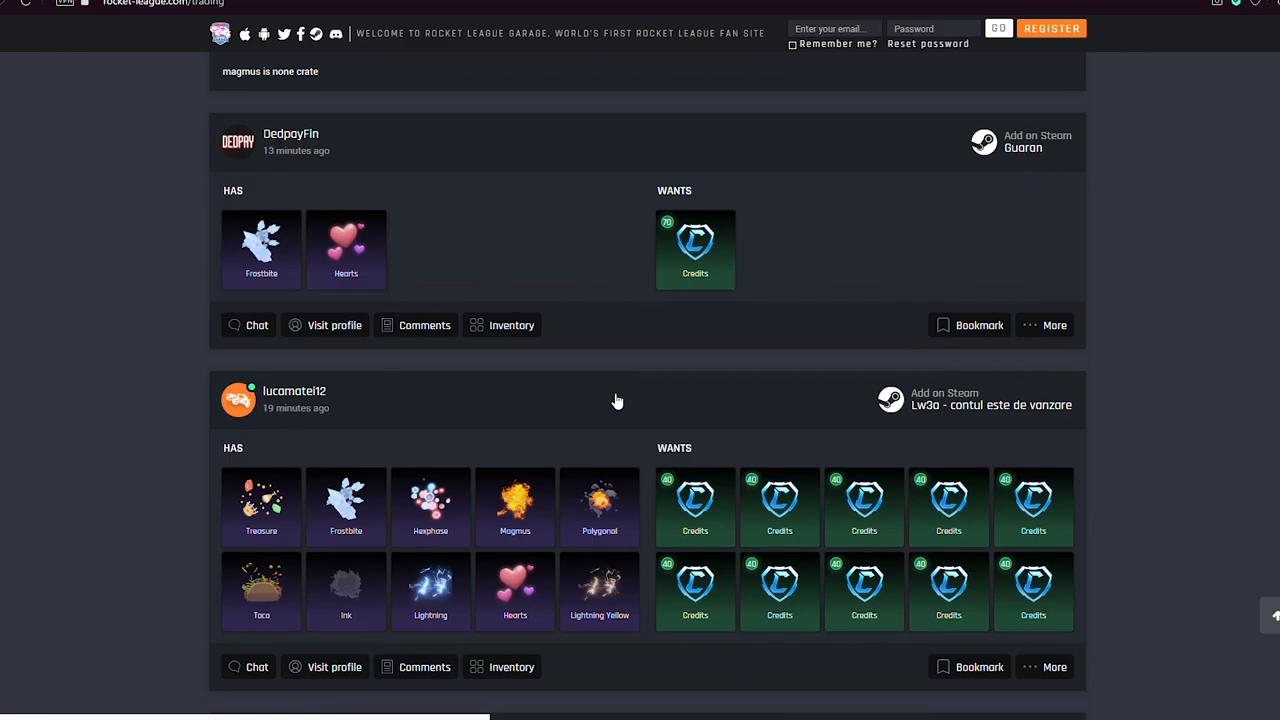 rocket-league.com/trading
VPN
WELCOME TO ROCKET LEAGUE GARAGE, WORLD'S FIRST ROCKET LEAGUE FAN SITE
Enter your email...
Password
GO
REGISTER
Remember me?
Reset password
magmus is none crate
DedpayFin
13 minutes ago
DEDPAY
Add on Steam
Guaran
HAS
WANTS
70
Frostbite
Hearts
Credits
Chat
Visit profile
Comments
Inventory
Bookmark
More
lucamatei12
19 minutes ago
Add on Steam
Lw3a - contul este de vanzare
HAS
WANTS
40 40 40 40 40
Treasure
Frostbite
Hexphase
Magmus
Polygonal
Credits
Credits
Credits
Credits
Credits
40 40 40 40 40
Taco
Ink
Lightning
Hearts
Lightning Yellow
Credits
Credits
Credits
Credits
Credits
Chat
Visit profile
Comments
Inventory
Bookmark
More